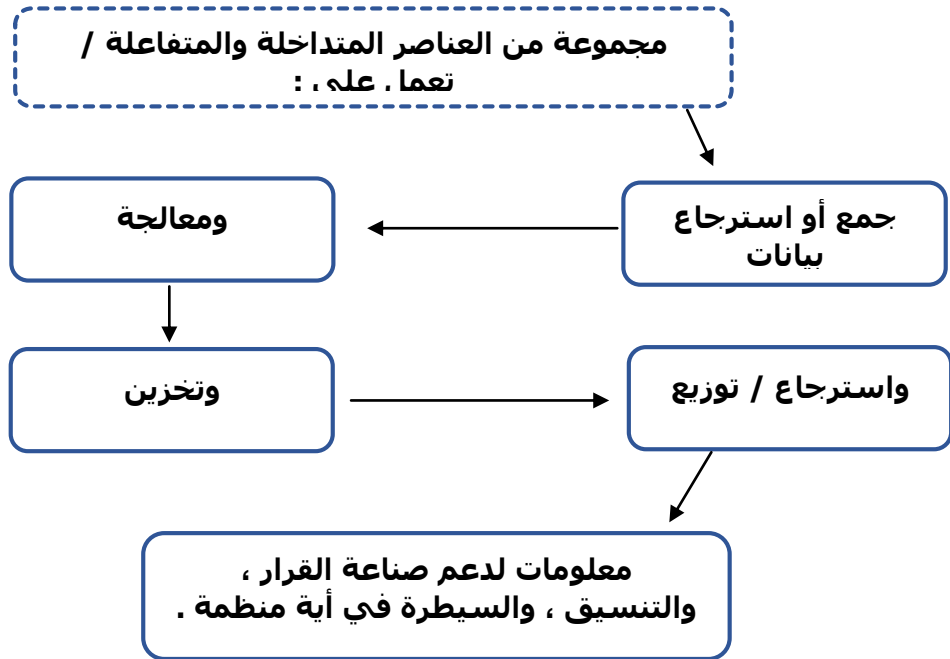 مجموعة من العناصر المتداخلة والمتفاعلة /
تعمل على :
جمع أو استرجاع
بيانات
ومعالجة
وتخزين
واسترجاع / توزيع
معلومات لدعم صناعة القرار ،
والتنسيق ، والسيطرة في أية منظمة .